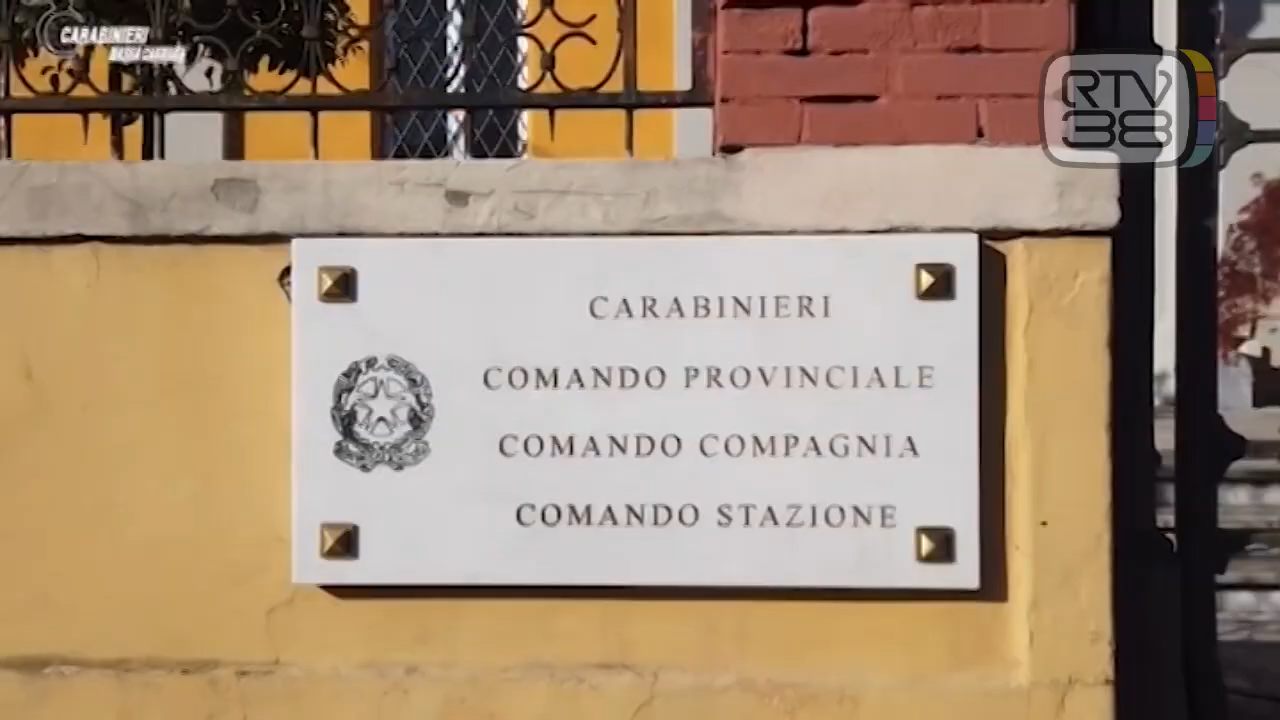 CARABINIERI
RTV
38
CARABINIERI
COMANDO PROVINCIALE
COMANDO COMPAGNIA
COMANDO STAZIONE